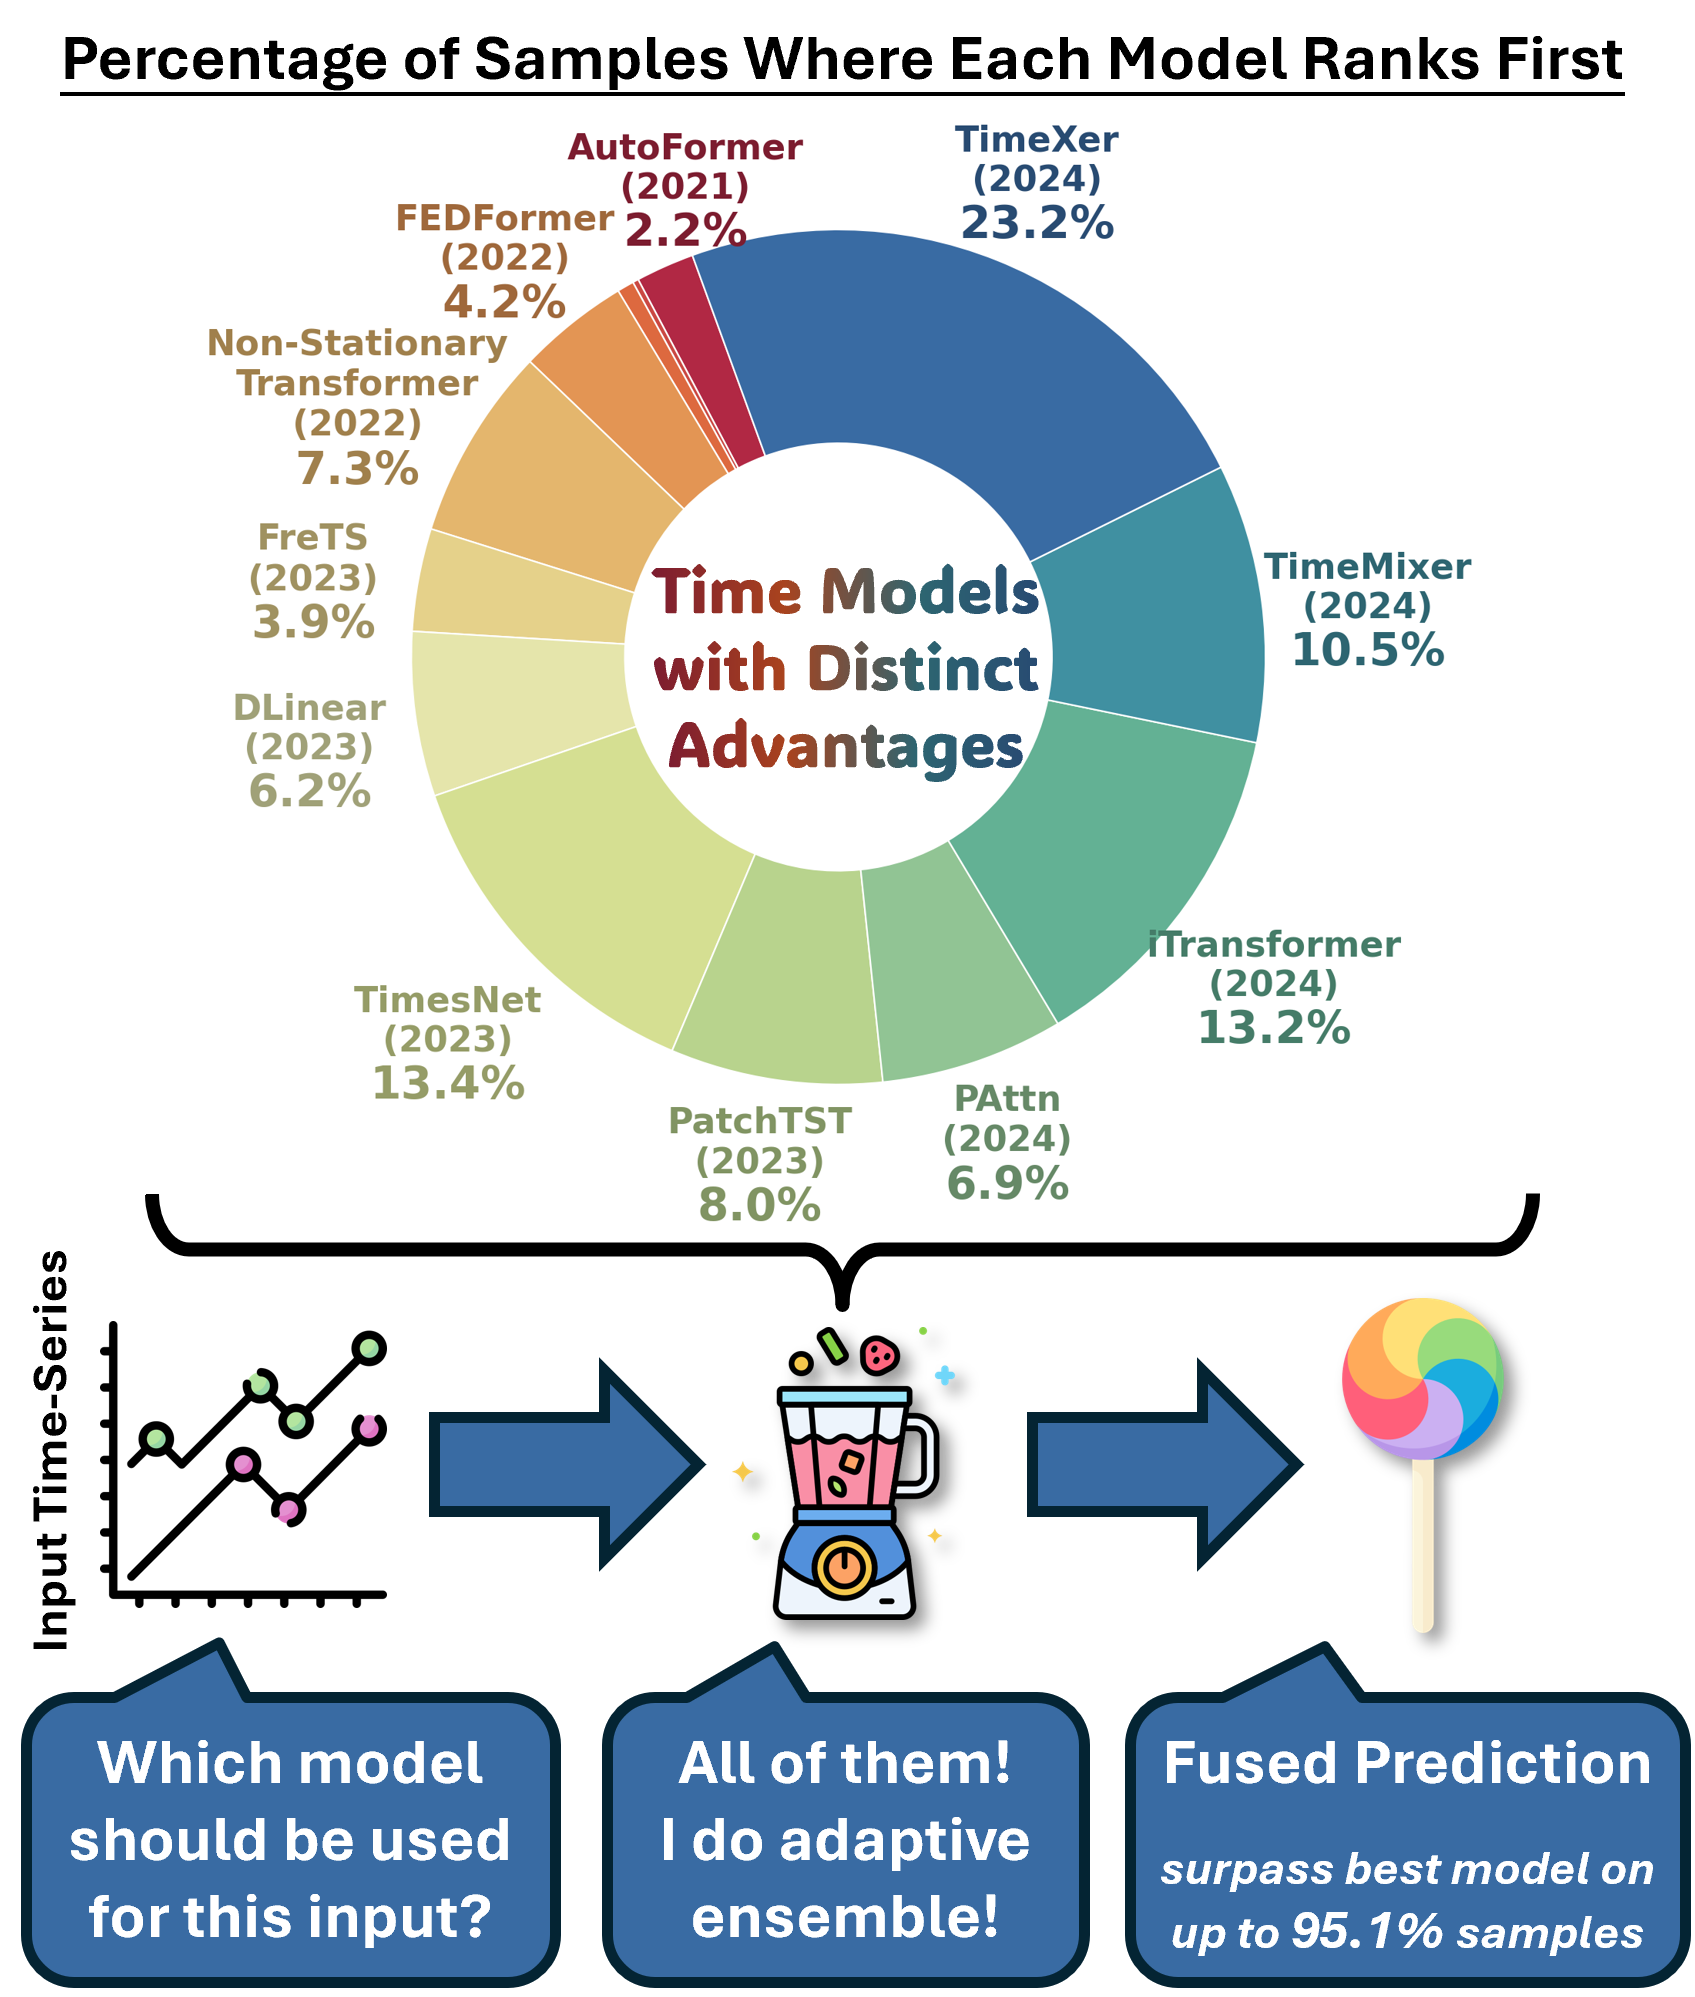 Percentage of Samples Where Each Model Ranks First
AutoFormer
(2021)
2.2%
TimeXer
(2024)
23.2%
FEDFormer
(2022)
4.2%
Non-Stationary
Transformer
(2022)
7.3%
FreTS
(2023)
3.9%
DLinear
(2023)
6.2%
TimeMixer
(2024)
10.5%
Time Models
with Distinct
Advantages
iTransformer
(2024)
13.2%
TimesNet
(2023)
13.4%
PatchTST
(2023)
8.0%
PAttn
(2024)
6.9%
Input Time-Series
Which model
should be used
for this input?
All of them!
I do adaptive
ensemble!
Fused Prediction
surpass best model on
up to 95.1% samples